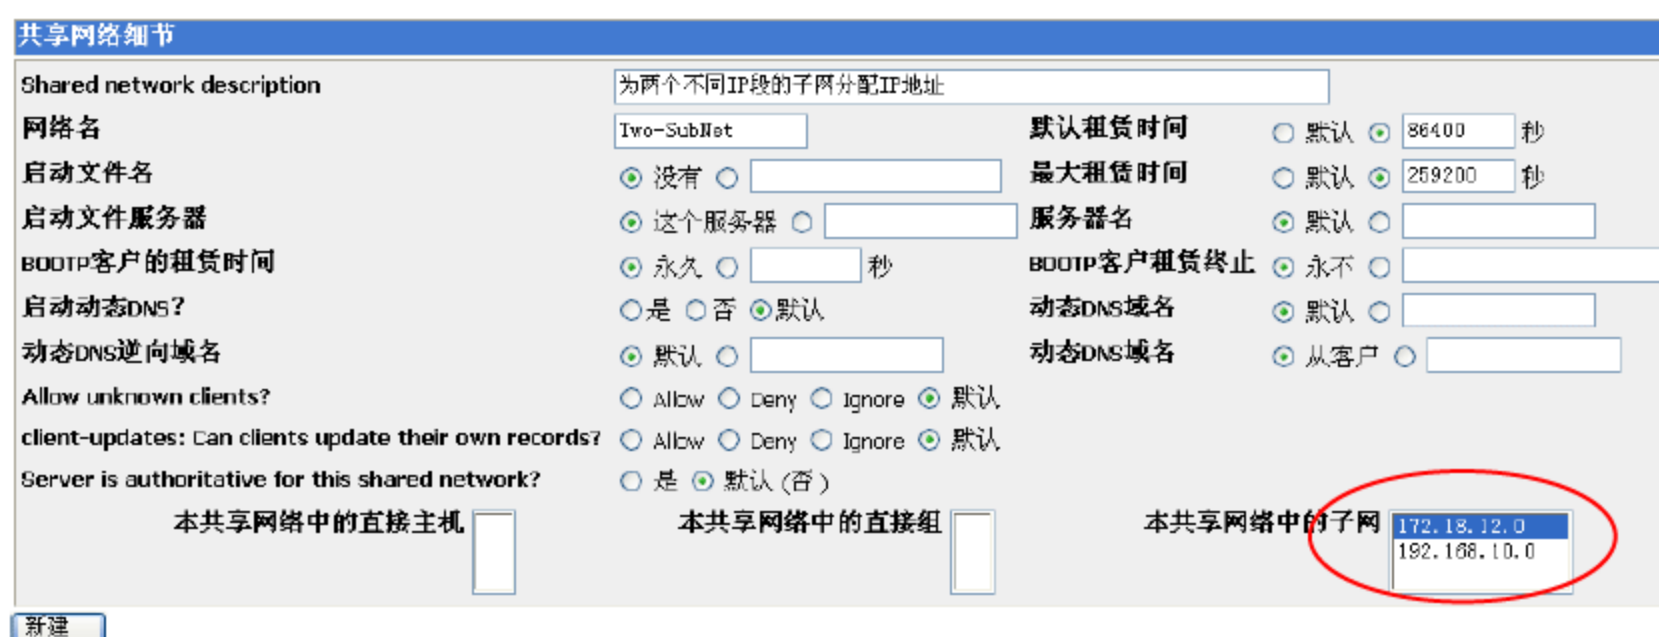 共享网络细节
Shared network description 为两个不同IP段的子网分配IP地址
网络名 Two-SubNet 默认租赁时间 默认 86400 秒
启动文件名 没有 最大租赁时间 默认 259200 秒
启动文件服务器 这个服务器 服务器名 默认
BOOTP客户的租赁时间 永久 秒 BOOTP客户租赁终止 永不
启动动态DNS? 是 否 默认 动态DNS域名 默认
动态DNS逆向域名 默认 动态DNS域名 从客户
Allow unknown clients? Allow Deny Ignore 默认
client-updates: Can clients update their own records? Allow Deny Ignore 默认
Server is authoritative for this shared network? 是 默认 (否)
本共享网络中的直接主机 本共享网络中的直接组 本共享网络中的子网 172.18.12.0
192.168.10.0
新建